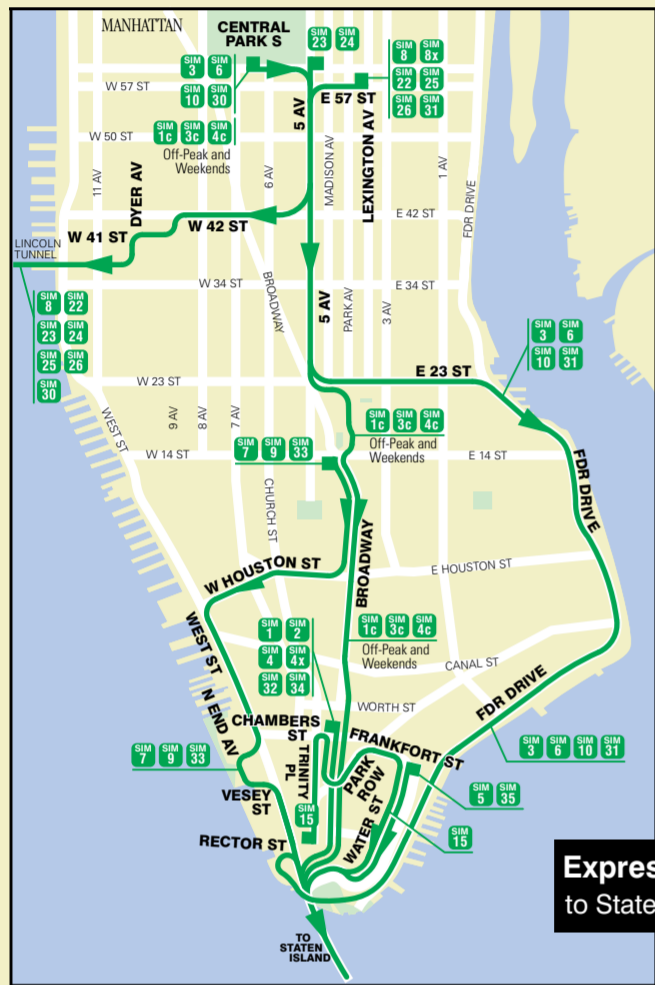 MANHATTAN
CENTRAL
PARK S
SIM 23 SIM 24
SIM 3 SIM 6
SIM 10 SIM 30
SIM 8 SIM 8x
SIM 22 SIM 25
SIM 26 SIM 31
W 57 ST
E 57 ST
5 AV
MADISON AV
LEXINGTON AV
SIM 1c SIM 3c SIM 4c
Off-Peak and
Weekends
W 50 ST
11 AV
DYER AV
6 AV
1 AV
FDR DRIVE
W 42 ST
E 42 ST
W 41 ST
LINCOLN
TUNNEL
W 34 ST
E 34 ST
BROADWAY
5 AV
PARK AV
3 AV
SIM 8 SIM 22
SIM 23 SIM 24
SIM 25 SIM 26
SIM 30
SIM 3 SIM 6
SIM 10 SIM 31
E 23 ST
W 23 ST
WEST ST
9 AV
8 AV
7 AV
SIM 1c SIM 3c SIM 4c
Off-Peak and
Weekends
W 14 ST
SIM 7 SIM 9 SIM 33
E 14 ST
FDR DRIVE
CHURCH ST
BROADWAY
W HOUSTON ST
E HOUSTON ST
WEST ST
SIM 1 SIM 2
SIM 4 SIM 4x
SIM 32 SIM 34
SIM 1c SIM 3c SIM 4c
Off-Peak and
Weekends
CANAL ST
N END AV
WORTH ST
FDR DRIVE
CHAMBERS
ST
FRANKFORT ST
SIM 7 SIM 9 SIM 33
SIM 3 SIM 6 SIM 10 SIM 31
TRINITY
PL
PARK
ROW
VESEY
ST
SIM 5 SIM 35
SIM 15
WATER ST
SIM 15
RECTOR ST
Expres
to State
TO
STATEN
ISLAND